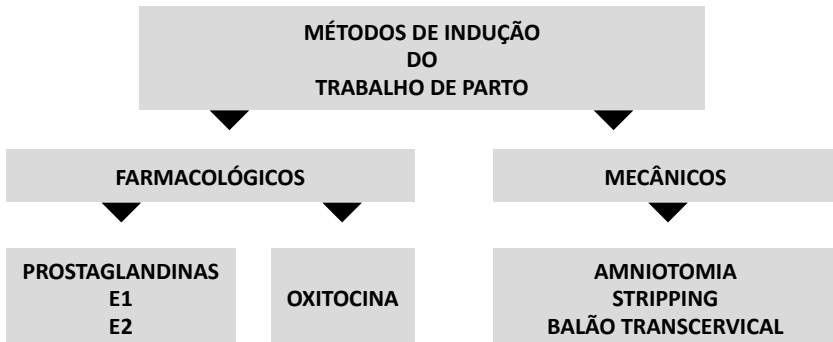 MÉTODOS DE INDUÇÃO
DO
TRABALHO DE PARTO
FARMACOLÓGICOS
MECÂNICOS
PROSTAGLANDINAS
E1
E2
OXITOCINA
AMNIOTOMIA
STRIPPING
BALÃO TRANSCERVICAL